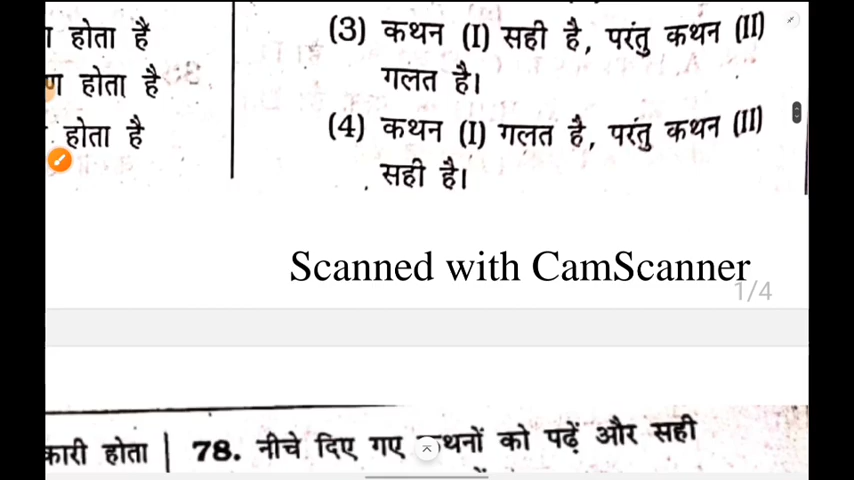 होता है
होता है
होता है
(3) कथन (I) सही है, परंतु कथन (II)
गलत है।
(4) कथन (I) गलत है, परंतु कथन (II)
सही है।
Scanned with CamScanner
1/4
होता
78. नीचे दिए गए को पढ़ें और सही